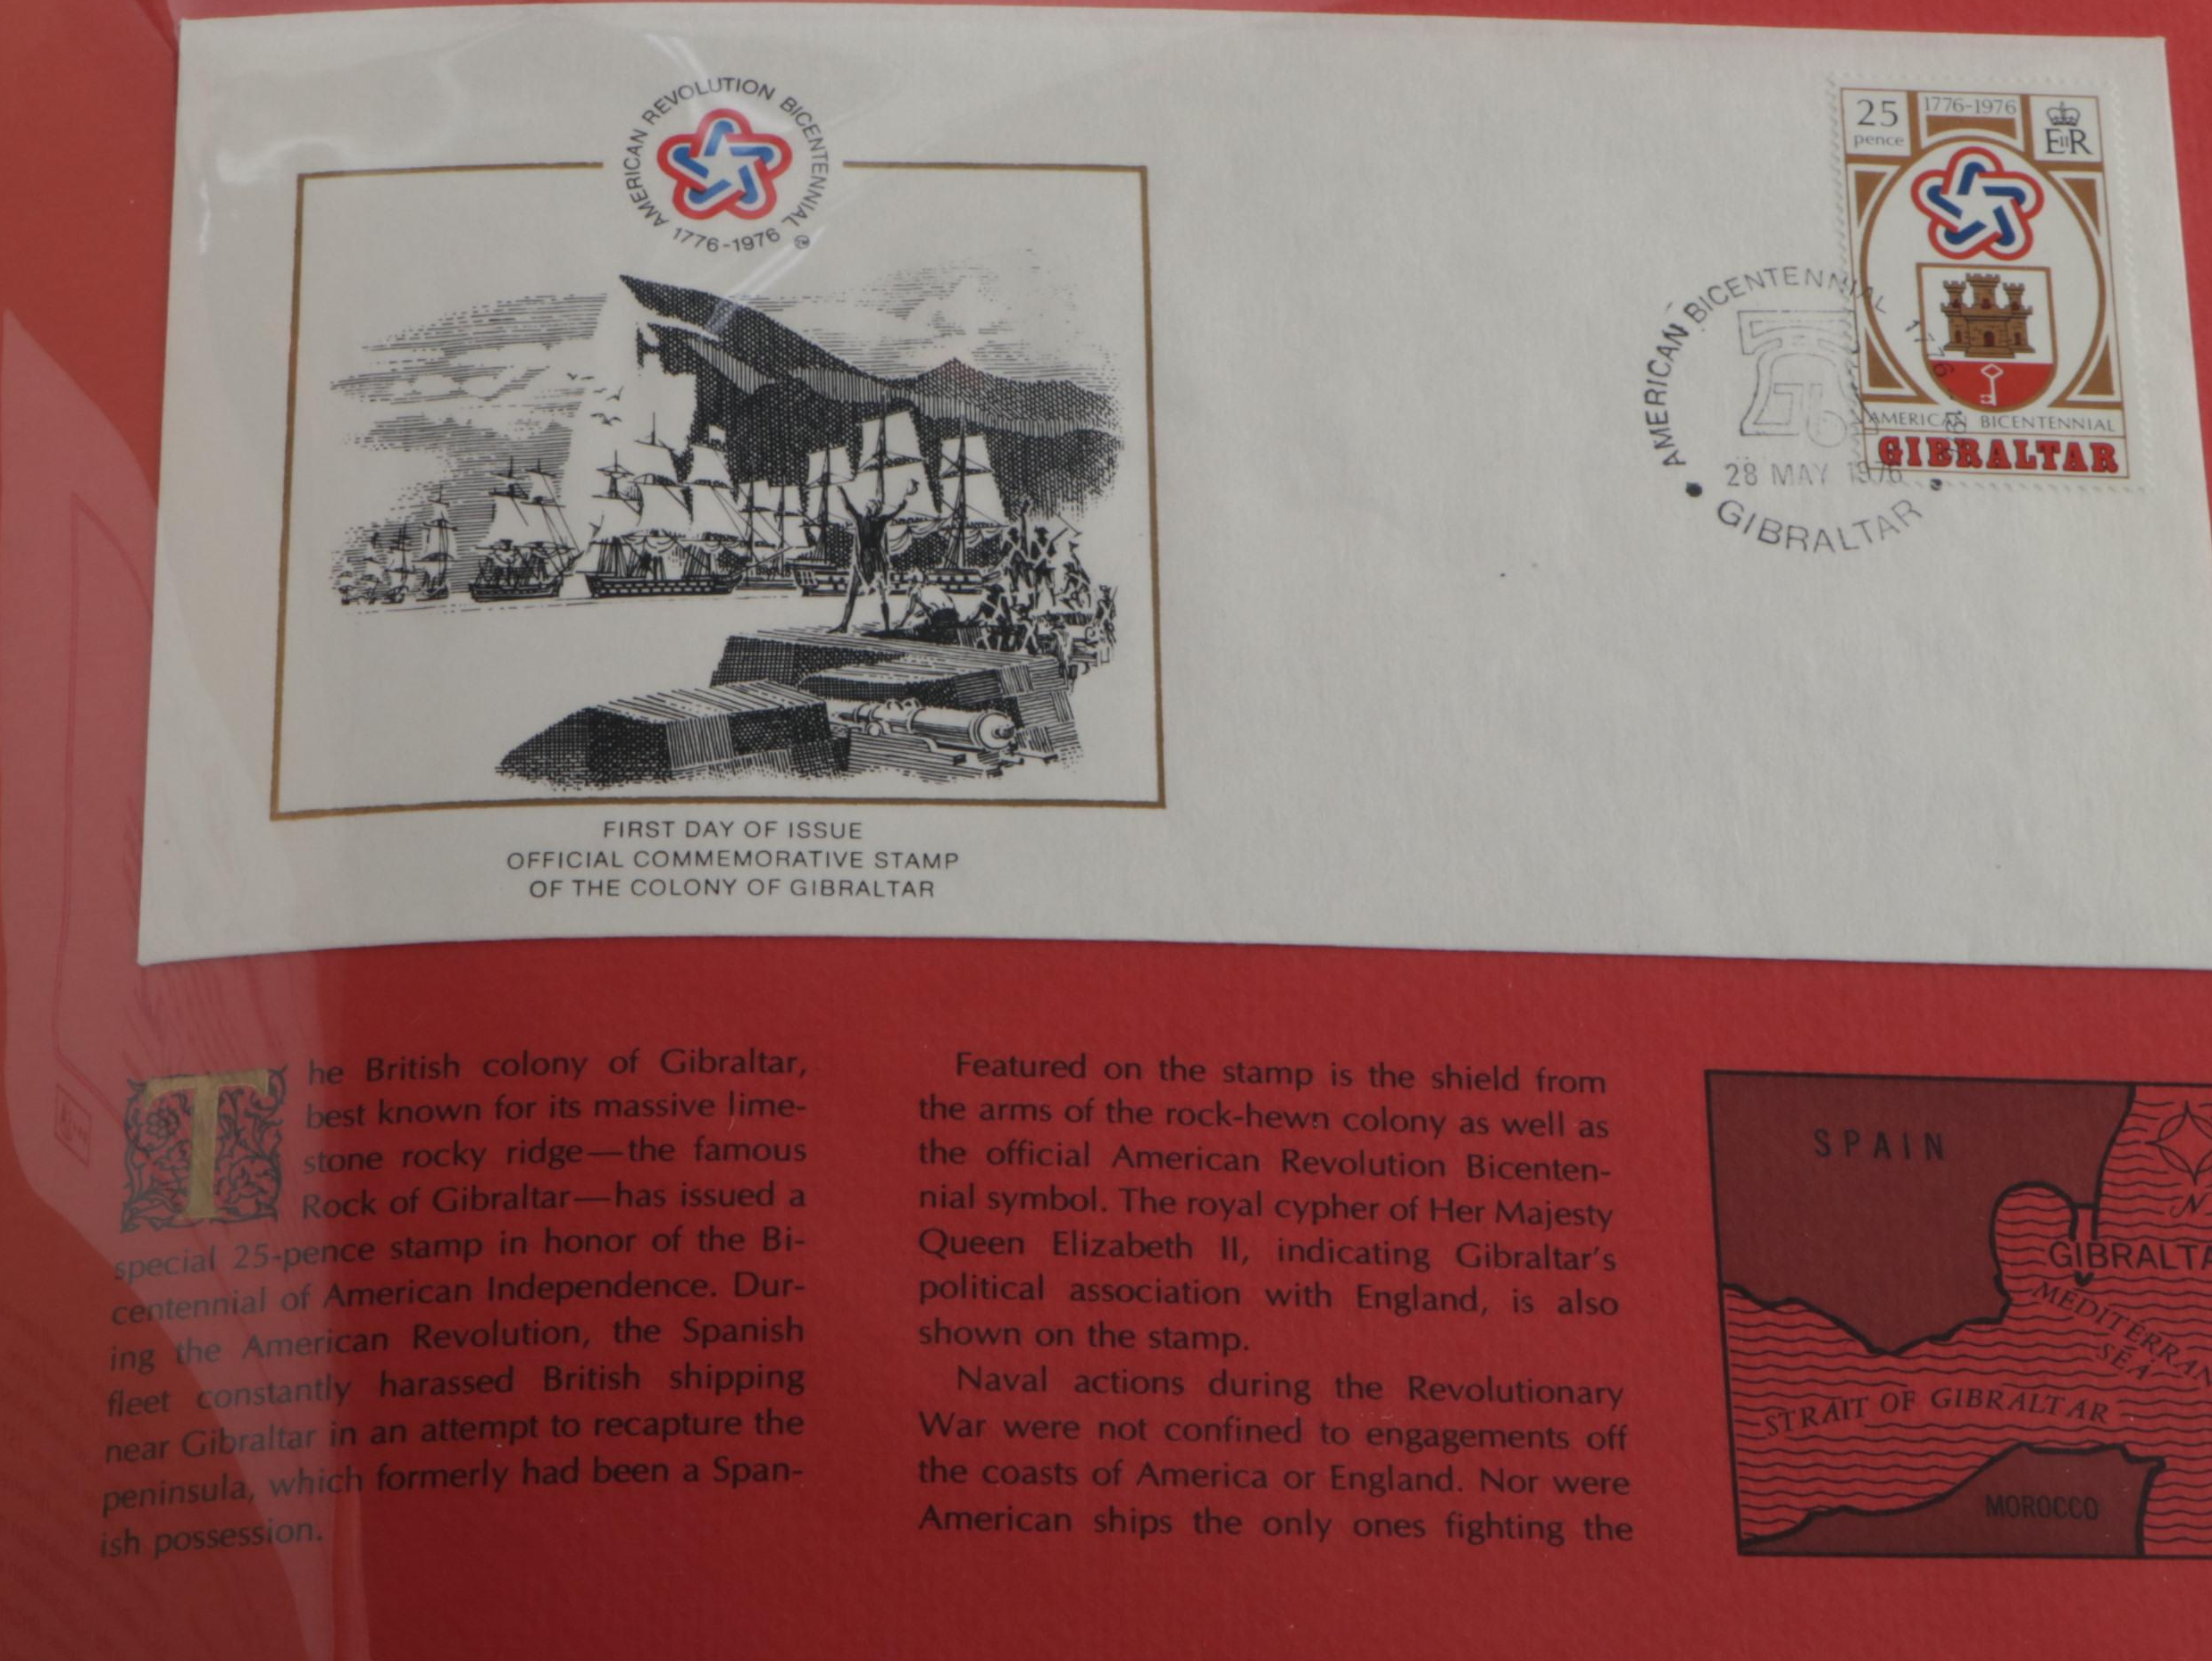 AMERICAN REVOLUTION BICENTENNIAL ®
1776-1976
25
pence
1776-1976
EIIR
AMERICAN BICENTENNIAL
GIBRALTAR
AMERICAN BICENTENNIAL 1776-1976
28 MAY 1976
GIBRALTAR
FIRST DAY OF ISSUE
OFFICIAL COMMEMORATIVE STAMP
OF THE COLONY OF GIBRALTAR
The British colony of Gibraltar,
best known for its massive lime-
stone rocky ridge—the famous
Rock of Gibraltar—has issued a
special 25-pence stamp in honor of the Bi-
centennial of American Independence. Dur-
ing the American Revolution, the Spanish
fleet constantly harassed British shipping
near Gibraltar in an attempt to recapture the
peninsula, which formerly had been a Span-
ish possession.
Featured on the stamp is the shield from
the arms of the rock-hewn colony as well as
the official American Revolution Bicenten-
nial symbol. The royal cypher of Her Majesty
Queen Elizabeth II, indicating Gibraltar's
political association with England, is also
shown on the stamp.
Naval actions during the Revolutionary
War were not confined to engagements off
the coasts of America or England. Nor were
American ships the only ones fighting the
SPAIN
N
GIBRALTA
MEDITERRAN
SEA
STRAIT OF GIBRALTAR
MOROCCO